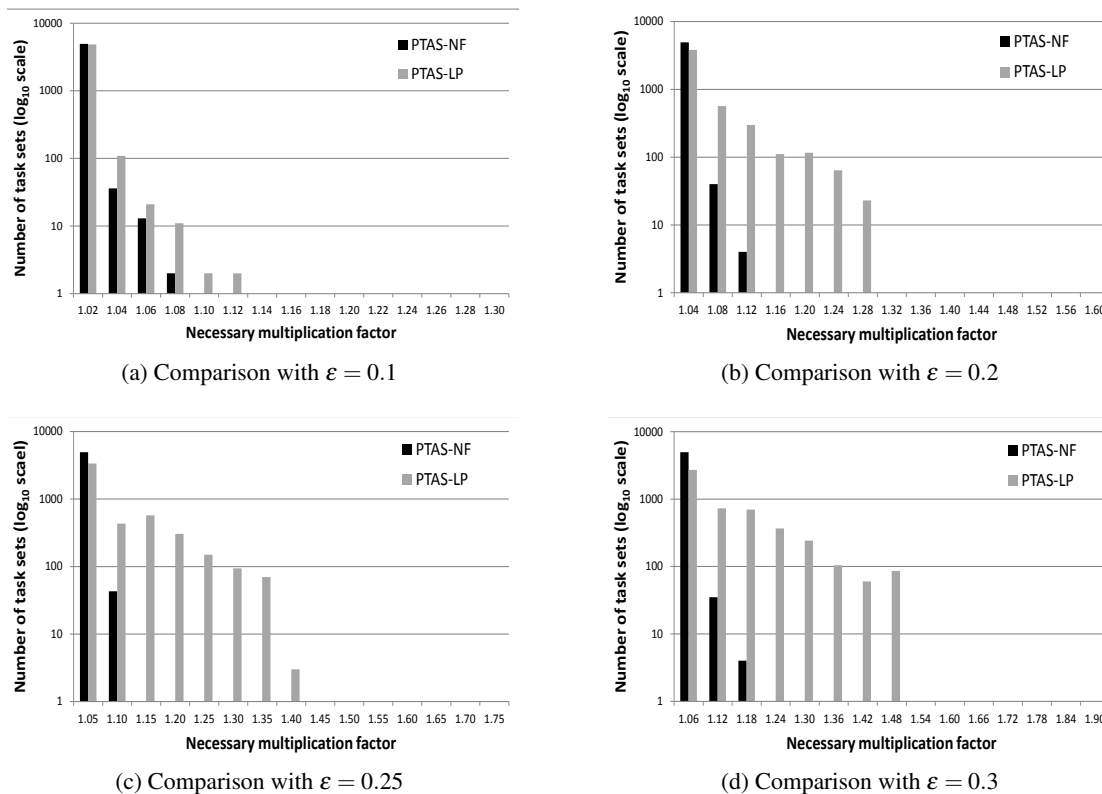 10000
1000
100
10
1
Number of task sets (log10 scale)
PTAS-NF
PTAS-LP
1.02 1.04 1.06 1.08 1.10 1.12 1.14 1.16 1.18 1.20 1.22 1.24 1.26 1.28 1.30
Necessary multiplication factor
(a) Comparison with ε = 0.1
10000
1000
100
10
1
Number of task sets (log10 scale)
PTAS-NF
PTAS-LP
1.04 1.08 1.12 1.16 1.20 1.24 1.28 1.32 1.36 1.40 1.44 1.48 1.52 1.56 1.60
Necessary multiplication factor
(b) Comparison with ε = 0.2
10000
1000
100
10
1
Number of task sets (log10 scael)
PTAS-NF
PTAS-LP
1.05 1.10 1.15 1.20 1.25 1.30 1.35 1.40 1.45 1.50 1.55 1.60 1.65 1.70 1.75
Necessary multiplication factor
(c) Comparison with ε = 0.25
10000
1000
100
10
1
Number of task sets (log10 scale)
PTAS-NF
PTAS-LP
1.06 1.12 1.18 1.24 1.30 1.36 1.42 1.48 1.54 1.60 1.66 1.72 1.78 1.84 1.90
Necessary multiplication factor
(d) Comparison with ε = 0.3